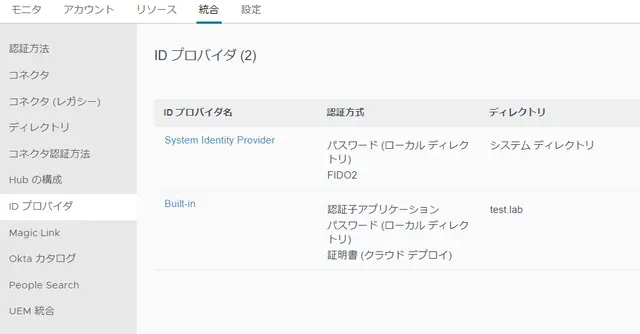 モニタ アカウント リソース 統合 設定
認証方法
コネクタ
コネクタ (レガシー)
ディレクトリ
コネクタ認証方法
Hub の構成
ID プロバイダ
Magic Link
Okta カタログ
People Search
UEM 統合
ID プロバイダ (2)
ID プロバイダ名 認証方式 ディレクトリ
System Identity Provider
パスワード (ローカル ディレク
トリ)
FIDO2
システム ディレクトリ
Built-in
認証子アプリケーション
パスワード (ローカル ディレク
トリ)
証明書 (クラウド デプロイ)
test.lab